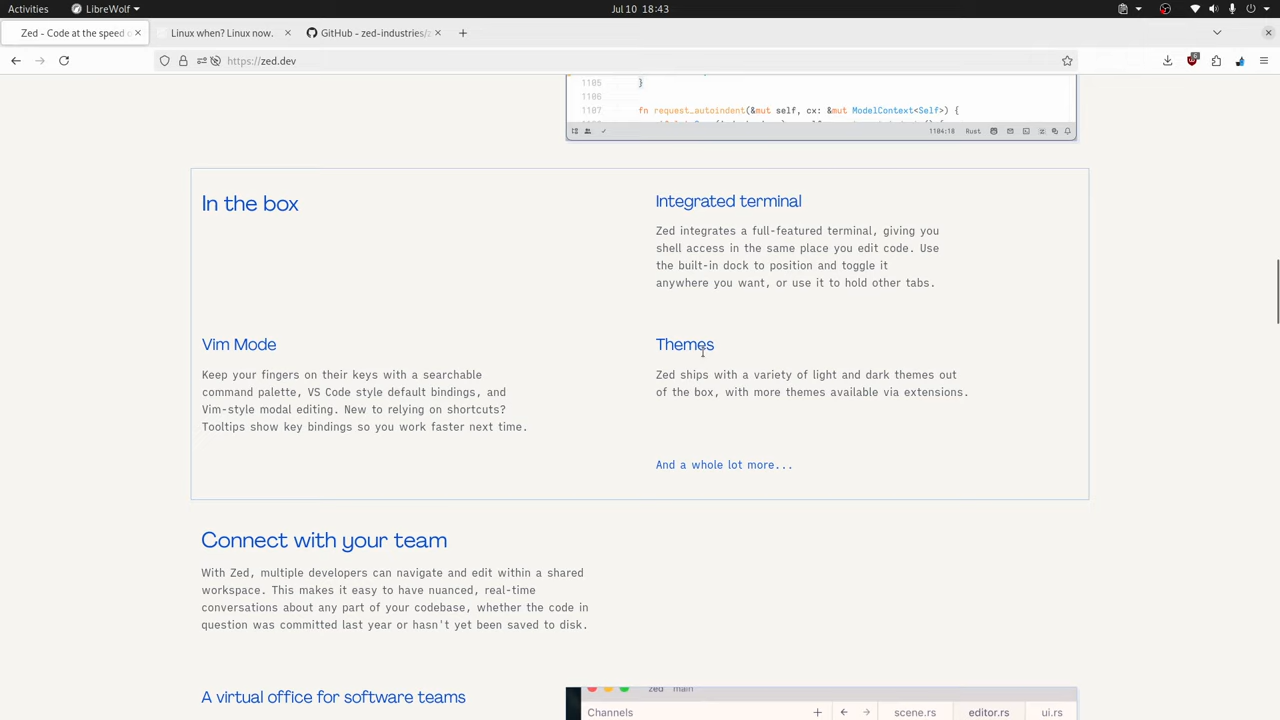 Activities
LibreWolf
Jul 10 18:43
Zed - Code at the speed o
Linux when? Linux now.
GitHub - zed-industries/z
https://zed.dev
6
1105 }
1106
1107 fn request_autoindent(&mut self, cx: &mut ModelContext<Self>) {
1104:18 Rust
In the box
Integrated terminal
Zed integrates a full-featured terminal, giving you
shell access in the same place you edit code. Use
the built-in dock to position and toggle it
anywhere you want, or use it to hold other tabs.
Vim Mode
Keep your fingers on their keys with a searchable
command palette, VS Code style default bindings, and
Vim-style modal editing. New to relying on shortcuts?
Tooltips show key bindings so you work faster next time.
Themes
Zed ships with a variety of light and dark themes out
of the box, with more themes available via extensions.
And a whole lot more...
Connect with your team
With Zed, multiple developers can navigate and edit within a shared
workspace. This makes it easy to have nuanced, real-time
conversations about any part of your codebase, whether the code in
question was committed last year or hasn't yet been saved to disk.
A virtual office for software teams
zed main
Channels
scene.rs
editor.rs
ui.rs